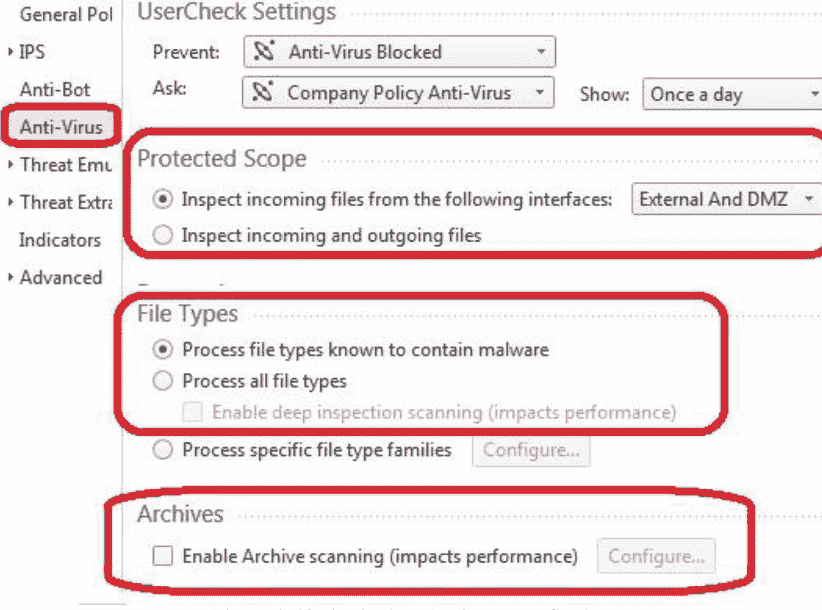 General Pol
IPS
Anti-Bot
Anti-Virus
Threat Emu
Threat Extra
Indicators
Advanced
UserCheck Settings
Prevent: Anti-Virus Blocked
Ask: Company Policy Anti-Virus Show: Once a day
Protected Scope
Inspect incoming files from the following interfaces: External And DMZ
Inspect incoming and outgoing files
File Types
Process file types known to contain malware
Process all file types
Enable deep inspection scanning (impacts performance)
Process specific file type families Configure...
Archives
Enable Archive scanning (impacts performance) Configure...